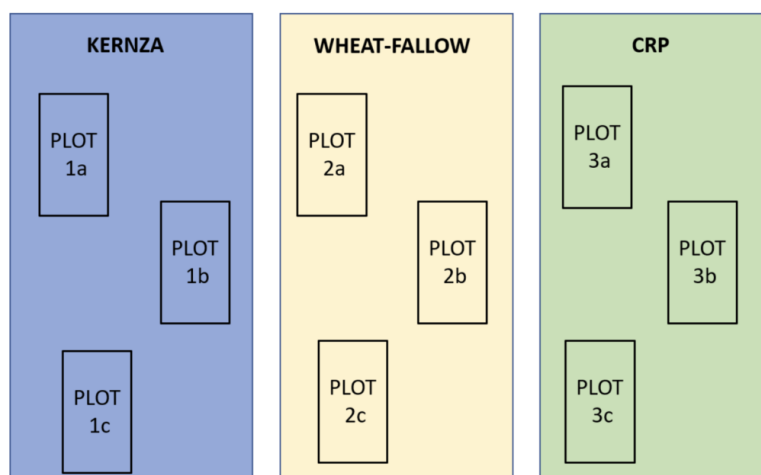 KERNZA
PLOT
1a
PLOT
1b
PLOT
1c
WHEAT-FALLOW
PLOT
2a
PLOT
2b
PLOT
2c
CRP
PLOT
3a
PLOT
3b
PLOT
3c